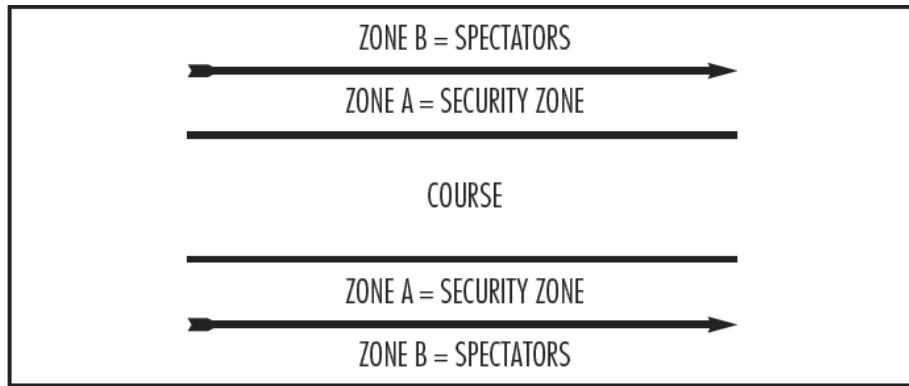 ZONE B = SPECTATORS
ZONE A = SECURITY ZONE
COURSE
ZONE A = SECURITY ZONE
ZONE B = SPECTATORS